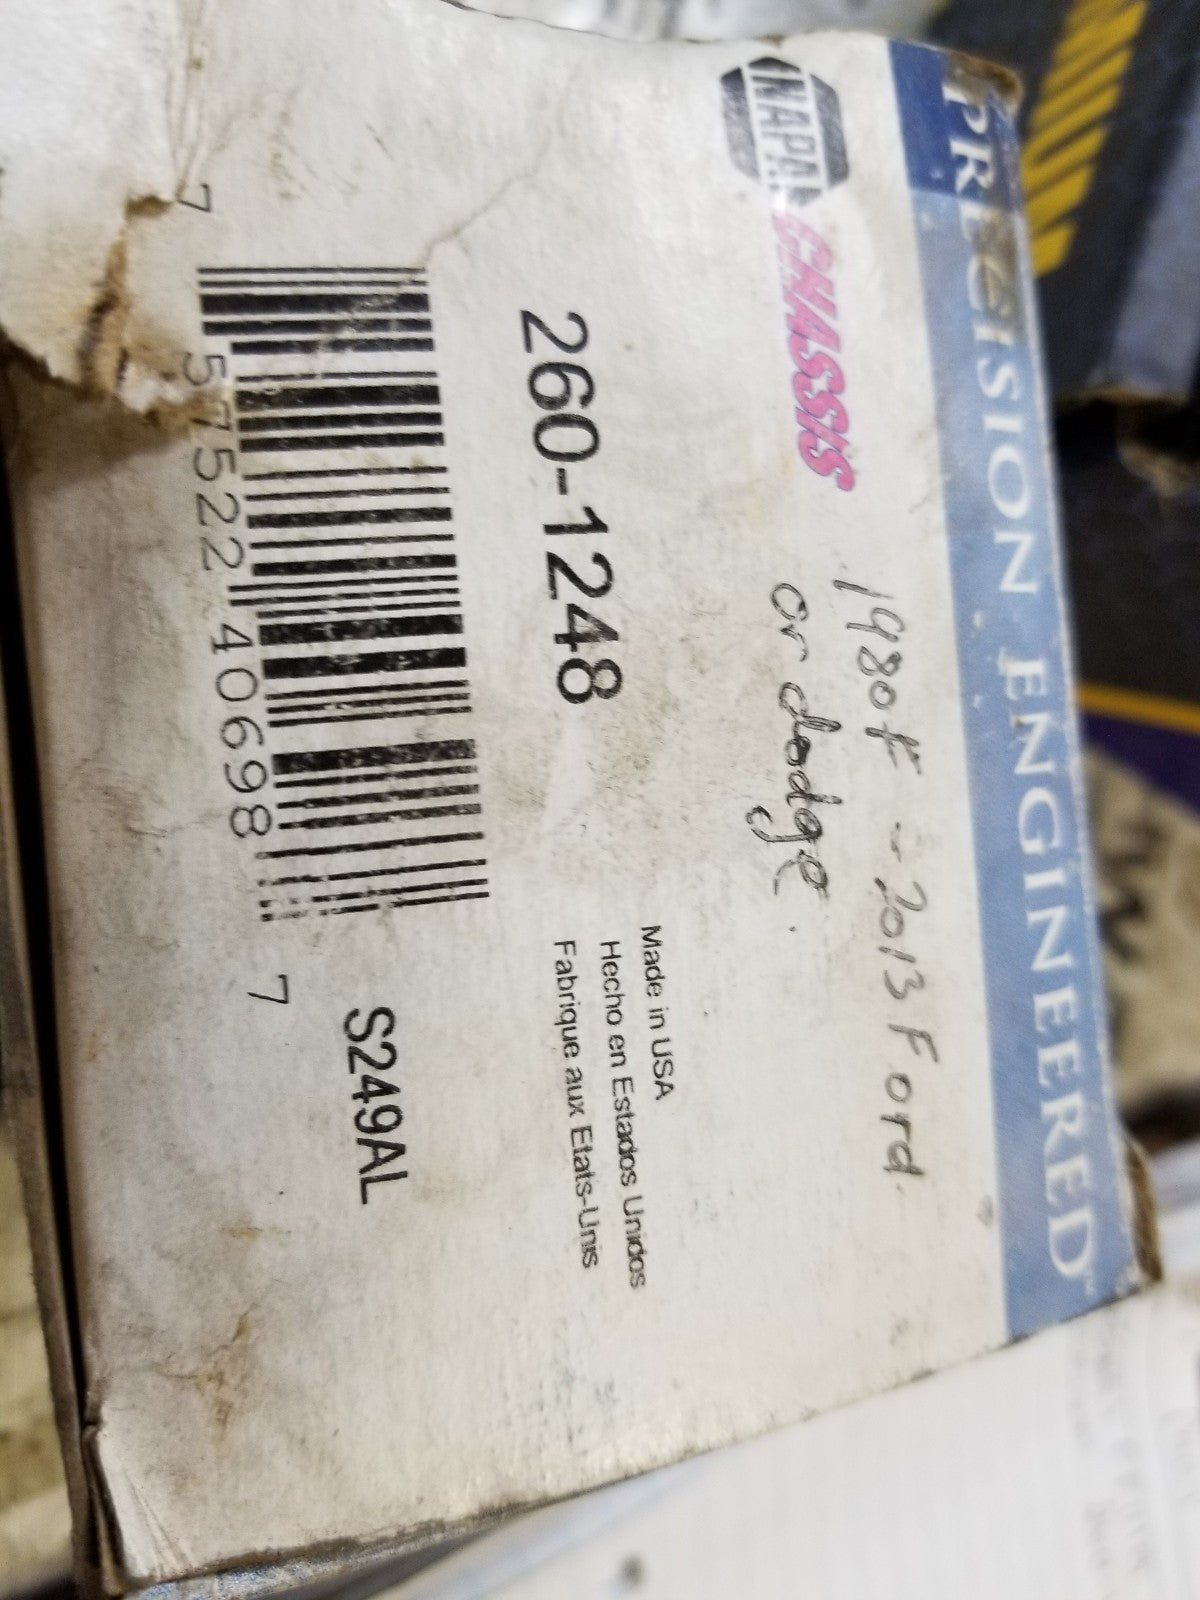 PRECISION ENGINEERED
NAPA CHASSIS
1980 - 2013 Ford
or dodge.
260-1248
Made in USA
Hecho en Estados Unidos
Fabrique aux Etats-Unis
7 57522 40698 7
S249AL